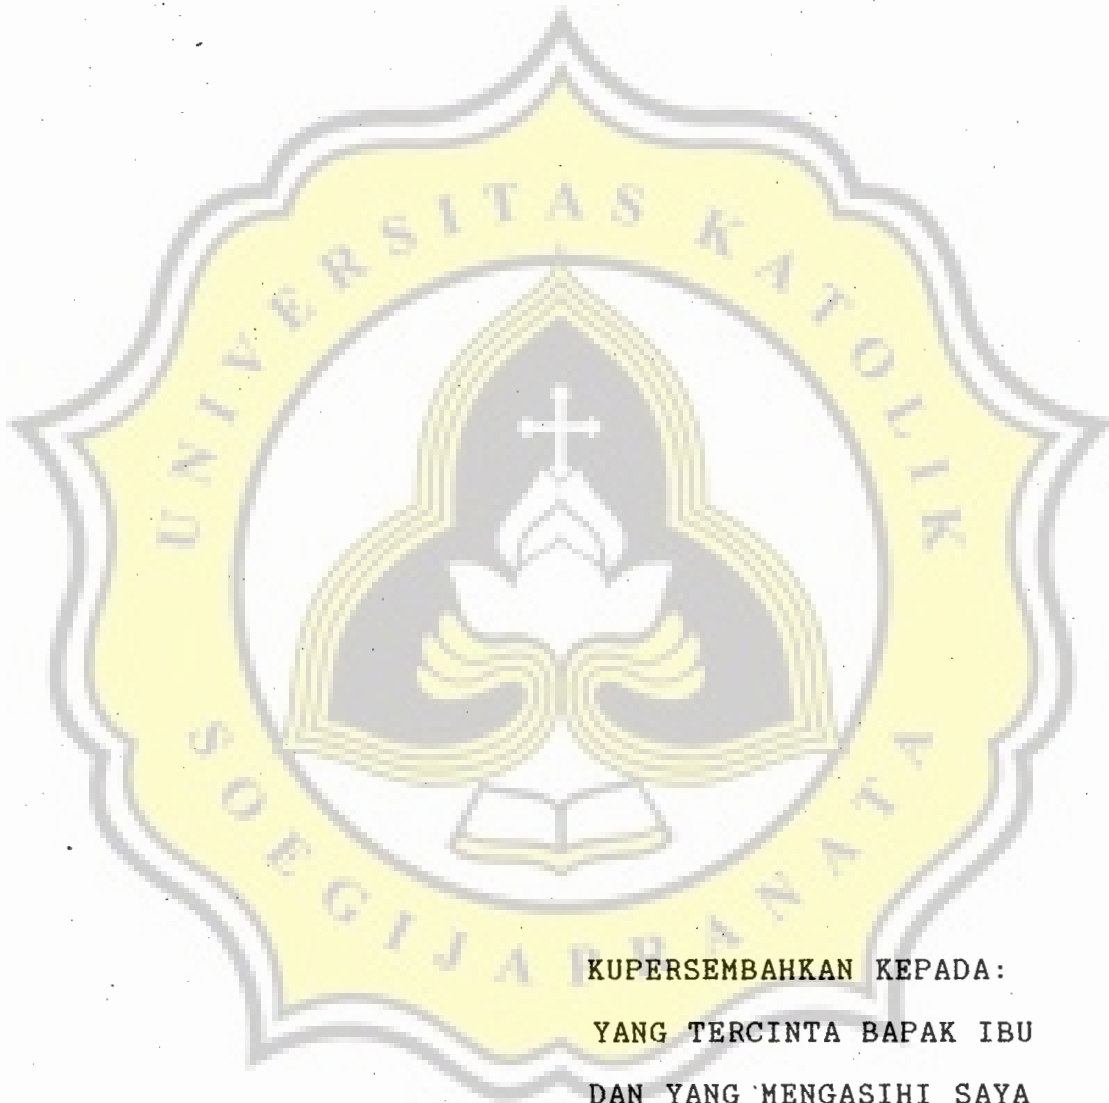 UNIVERSITAS KATOLIK
SOEGIJAPRANATA
KUPERSEMBAHKAN KEPADA:
YANG TERCINTA BAPAK IBU
DAN YANG MENGASIHI SAYA